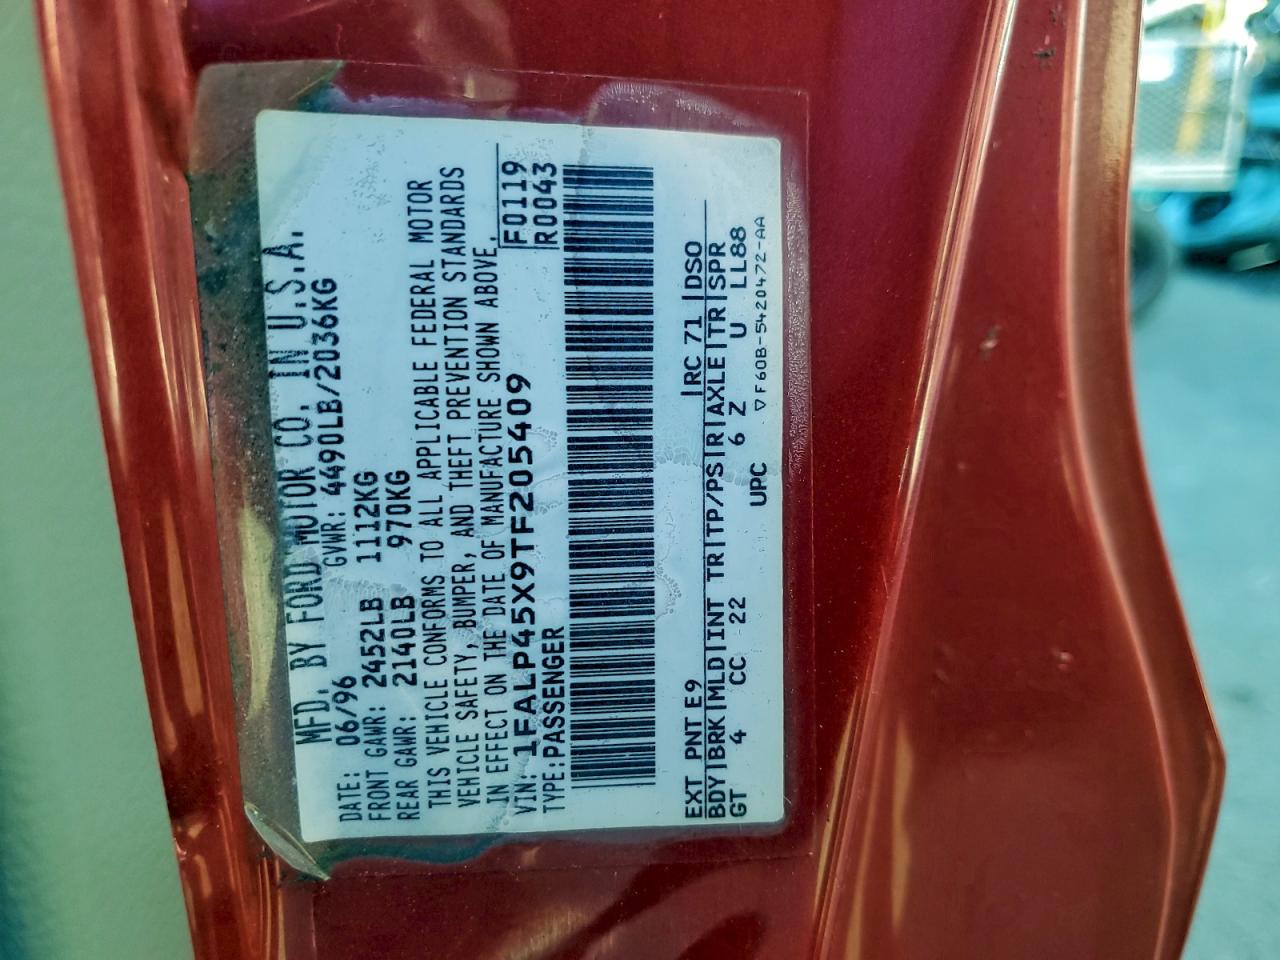 MFD. BY FORD MOTOR CO. IN U.S.A.
DATE: 06/96 GVWR: 4490LB/2036KG
FRONT GAWR: 2452LB 1112KG
REAR GAWR: 2140LB 970KG
THIS VEHICLE CONFORMS TO ALL APPLICABLE FEDERAL MOTOR
VEHICLE SAFETY, BUMPER, AND THEFT PREVENTION STANDARDS
IN EFFECT ON THE DATE OF MANUFACTURE SHOWN ABOVE.
VIN: 1FALP45X9TF205409 F0119
TYPE: PASSENGER R0043
EXT PNT E9 RC 71 DSO
BDY BRK MLD INT TR TP/PS R AXLE TR SPR
GT 4 CC 22 6 Z U LL88
UPC ▽F60B-5420472-AA